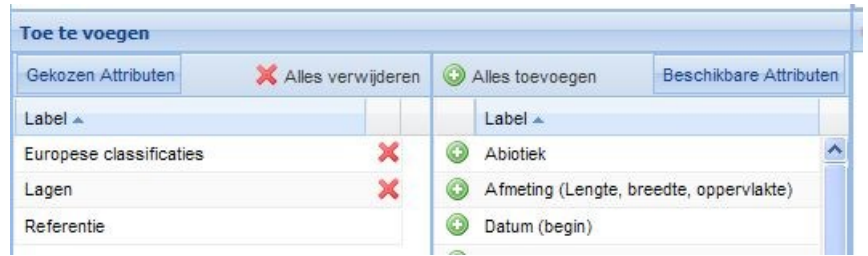 Toe te voegen
Gekozen Attributen Alles verwijderen Alles toevoegen Beschikbare Attributen
Label Label
Europese classificaties Abiotiek
Lagen Afmeting (Lengte, breedte, oppervlakte)
Referentie Datum (begin)